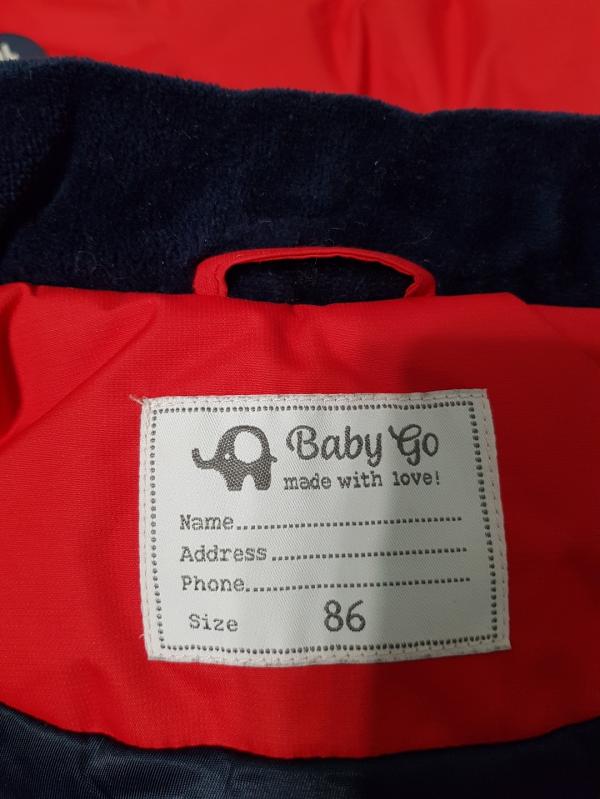 Baby Go
made with love!
Name................................
Address............................
Phone................................
Size 86